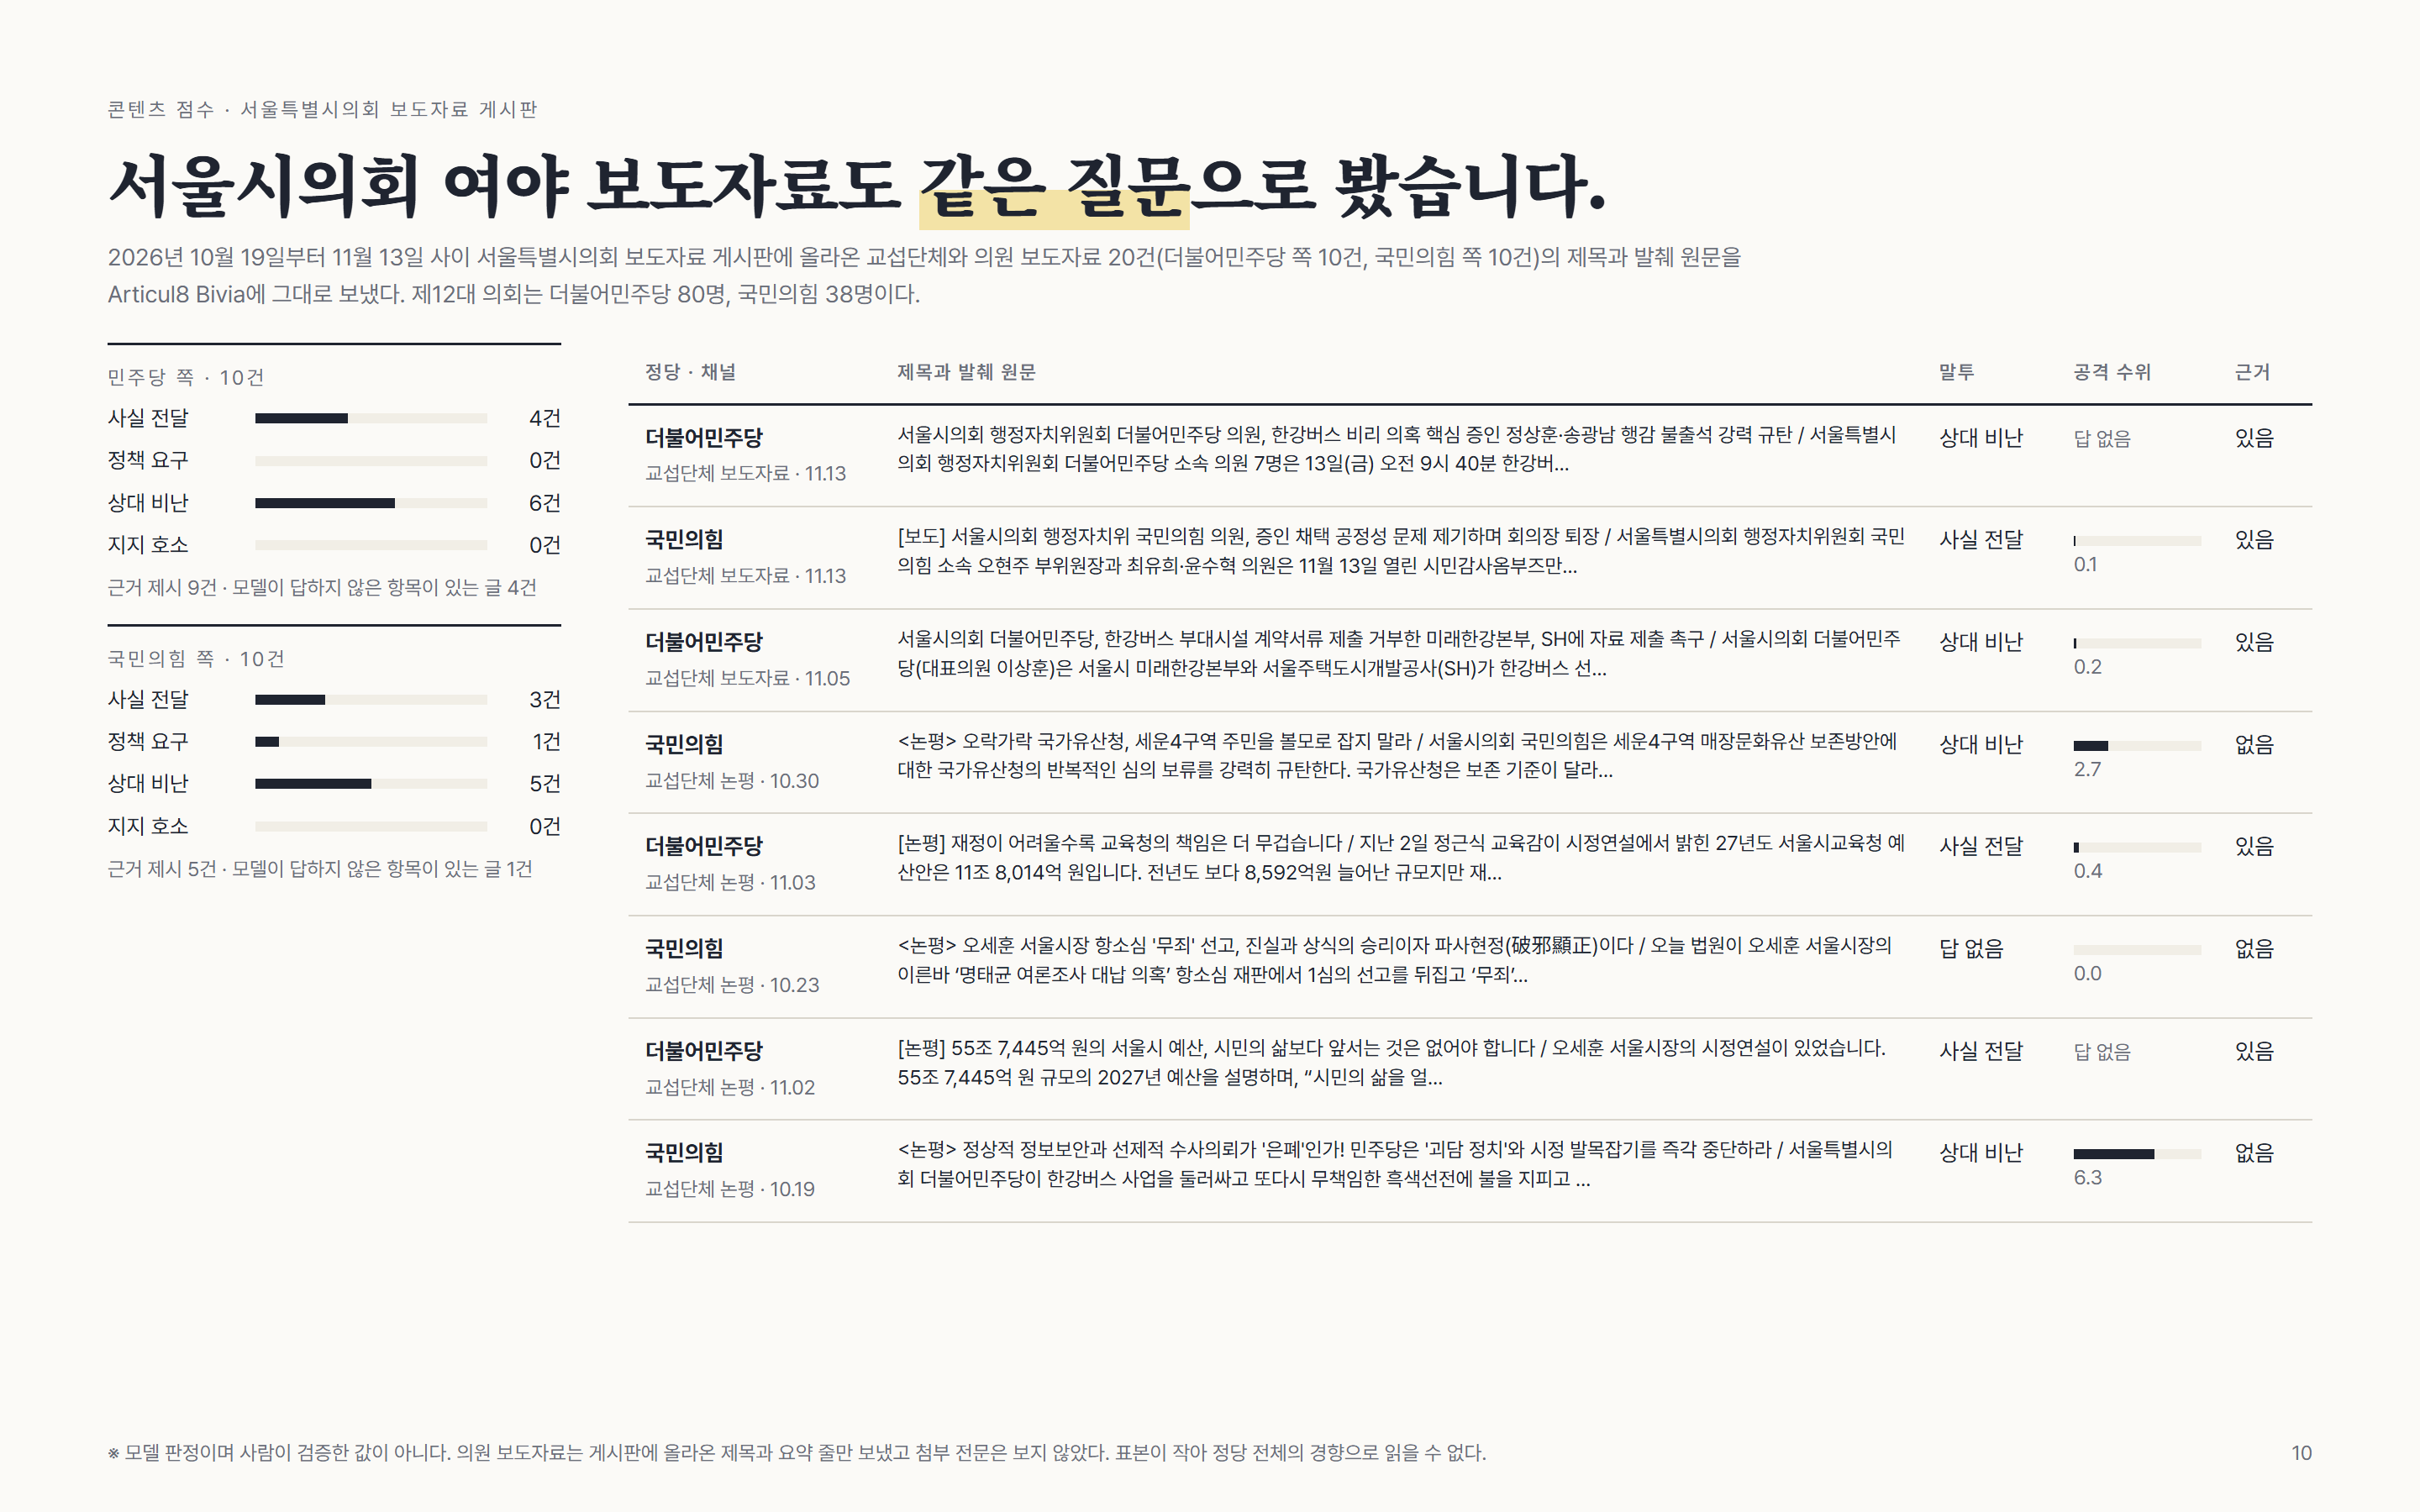 콘텐츠 점수 · 서울특별시의회 보도자료 게시판
서울시의회 여야 보도자료도 같은 질문으로 봤습니다.
2026년 10월 19일부터 11월 13일 사이 서울특별시의회 보도자료 게시판에 올라온 교섭단체와 의원 보도자료 20건(더불어민주당 쪽 10건, 국민의힘 쪽 10건)의 제목과 발췌 원문을
Articul8 Bivia에 그대로 보냈다. 제12대 의회는 더불어민주당 80명, 국민의힘 38명이다.
민주당 쪽 · 10건
사실 전달 4건
정책 요구 0건
상대 비난 6건
지지 호소 0건
근거 제시 9건 · 모델이 답하지 않은 항목이 있는 글 4건
국민의힘 쪽 · 10건
사실 전달 3건
정책 요구 1건
상대 비난 5건
지지 호소 0건
근거 제시 5건 · 모델이 답하지 않은 항목이 있는 글 1건
정당 · 채널 제목과 발췌 원문 말투 공격 수위 근거
더불어민주당
교섭단체 보도자료 · 11.13
서울시의회 행정자치위원회 더불어민주당 의원, 한강버스 비리 의혹 핵심 증인 정상훈·송광남 행감 불출석 강력 규탄 / 서울특별시
의회 행정자치위원회 더불어민주당 소속 의원 7명은 13일(금) 오전 9시 40분 한강버...
상대 비난 답 없음 있음
국민의힘
교섭단체 보도자료 · 11.13
[보도] 서울시의회 행정자치위 국민의힘 의원, 증인 채택 공정성 문제 제기하며 회의장 퇴장 / 서울특별시의회 행정자치위원회 국민
의힘 소속 오현주 부위원장과 최유희·윤수혁 의원은 11월 13일 열린 시민감사옴부즈만...
사실 전달 0.1 있음
더불어민주당
교섭단체 보도자료 · 11.05
서울시의회 더불어민주당, 한강버스 부대시설 계약서류 제출 거부한 미래한강본부, SH에 자료 제출 촉구 / 서울시의회 더불어민주
당(대표의원 이상훈)은 서울시 미래한강본부와 서울주택도시개발공사(SH)가 한강버스 선...
상대 비난 0.2 있음
국민의힘
교섭단체 논평 · 10.30
<논평> 오락가락 국가유산청, 세운4구역 주민을 볼모로 잡지 말라 / 서울시의회 국민의힘은 세운4구역 매장문화유산 보존방안에
대한 국가유산청의 반복적인 심의 보류를 강력히 규탄한다. 국가유산청은 보존 기준이 달라...
상대 비난 2.7 없음
더불어민주당
교섭단체 논평 · 11.03
[논평] 재정이 어려울수록 교육청의 책임은 더 무겁습니다 / 지난 2일 정근식 교육감이 시정연설에서 밝힌 27년도 서울시교육청 예
산안은 11조 8,014억 원입니다. 전년도 보다 8,592억원 늘어난 규모지만 재...
사실 전달 0.4 있음
국민의힘
교섭단체 논평 · 10.23
<논평> 오세훈 서울시장 항소심 '무죄' 선고, 진실과 상식의 승리이자 파사현정(破邪顯正)이다 / 오늘 법원이 오세훈 서울시장의
이른바 ‘명태균 여론조사 대납 의혹’ 항소심 재판에서 1심의 선고를 뒤집고 ‘무죄’...
답 없음 0.0 없음
더불어민주당
교섭단체 논평 · 11.02
[논평] 55조 7,445억 원의 서울시 예산, 시민의 삶보다 앞서는 것은 없어야 합니다 / 오세훈 서울시장의 시정연설이 있었습니다.
55조 7,445억 원 규모의 2027년 예산을 설명하며, “시민의 삶을 얼...
사실 전달 답 없음 있음
국민의힘
교섭단체 논평 · 10.19
<논평> 정상적 정보보안과 선제적 수사의뢰가 '은폐'인가! 민주당은 '괴담 정치'와 시정 발목잡기를 즉각 중단하라 / 서울특별시의
회 더불어민주당이 한강버스 사업을 둘러싸고 또다시 무책임한 흑색선전에 불을 지피고 ...
상대 비난 6.3 없음
※ 모델 판정이며 사람이 검증한 값이 아니다. 의원 보도자료는 게시판에 올라온 제목과 요약 줄만 보냈고 첨부 전문은 보지 않았다. 표본이 작아 정당 전체의 경향으로 읽을 수 없다.
10